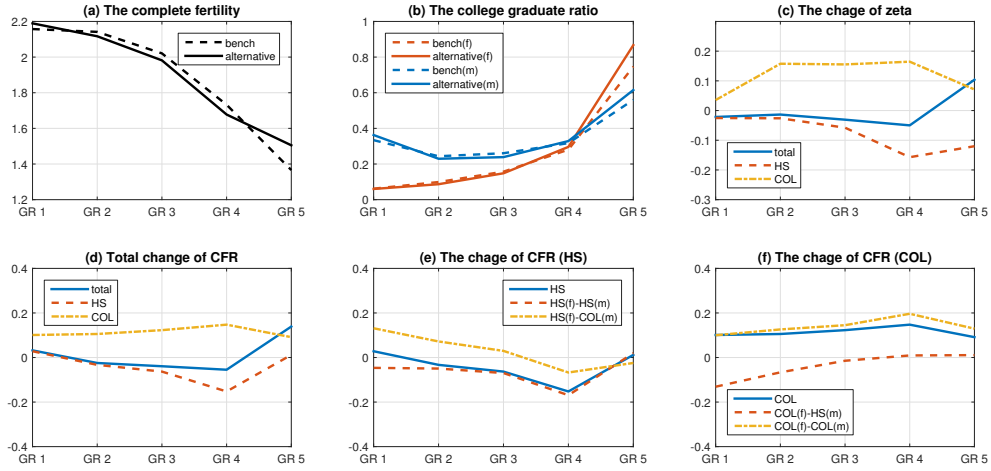 (a) The complete fertility
2.2
2
1.8
1.6
1.4
1.2
GR 1 GR 2 GR 3 GR 4 GR 5
bench
alternative
(b) The college graduate ratio
1
0.8
0.6
0.4
0.2
0
GR 1 GR 2 GR 3 GR 4 GR 5
bench(f)
alternative(f)
bench(m)
alternative(m)
(c) The chage of zeta
0.2
0.1
0
-0.1
-0.2
-0.3
GR 1 GR 2 GR 3 GR 4 GR 5
total
HS
COL
(d) Total change of CFR
0.4
0.2
0
-0.2
-0.4
GR 1 GR 2 GR 3 GR 4 GR 5
total
HS
COL
(e) The chage of CFR (HS)
0.4
0.2
0
-0.2
-0.4
GR 1 GR 2 GR 3 GR 4 GR 5
HS
HS(f)-HS(m)
HS(f)-COL(m)
(f) The chage of CFR (COL)
0.4
0.2
0
-0.2
-0.4
GR 1 GR 2 GR 3 GR 4 GR 5
COL
COL(f)-HS(m)
COL(f)-COL(m)